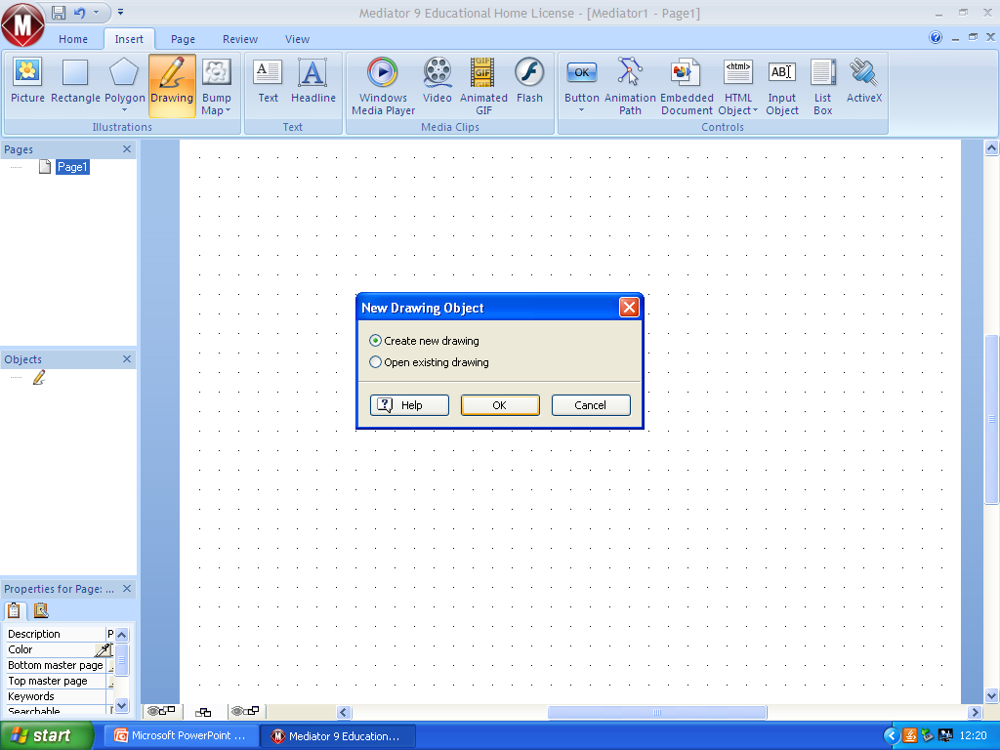 Mediator 9 Educational Home License - [Mediator1 - Page1]
Home Insert Page Review View
Picture Rectangle Polygon Drawing Bump Map
Illustrations
Text Headline
Text
Windows Media Player Video Animated GIF Flash
Media Clips
OK Button Animation Path Embedded Document <html> HTML Object AB Input Object List Box ActiveX
Controls
Pages
Page1
New Drawing Object
Create new drawing
Open existing drawing
Help OK Cancel
Objects
Properties for Page: ...
Description P
Color
Bottom master page
Top master page
Keywords
Searchable
start Microsoft PowerPoint ... Mediator 9 Education... 12:20